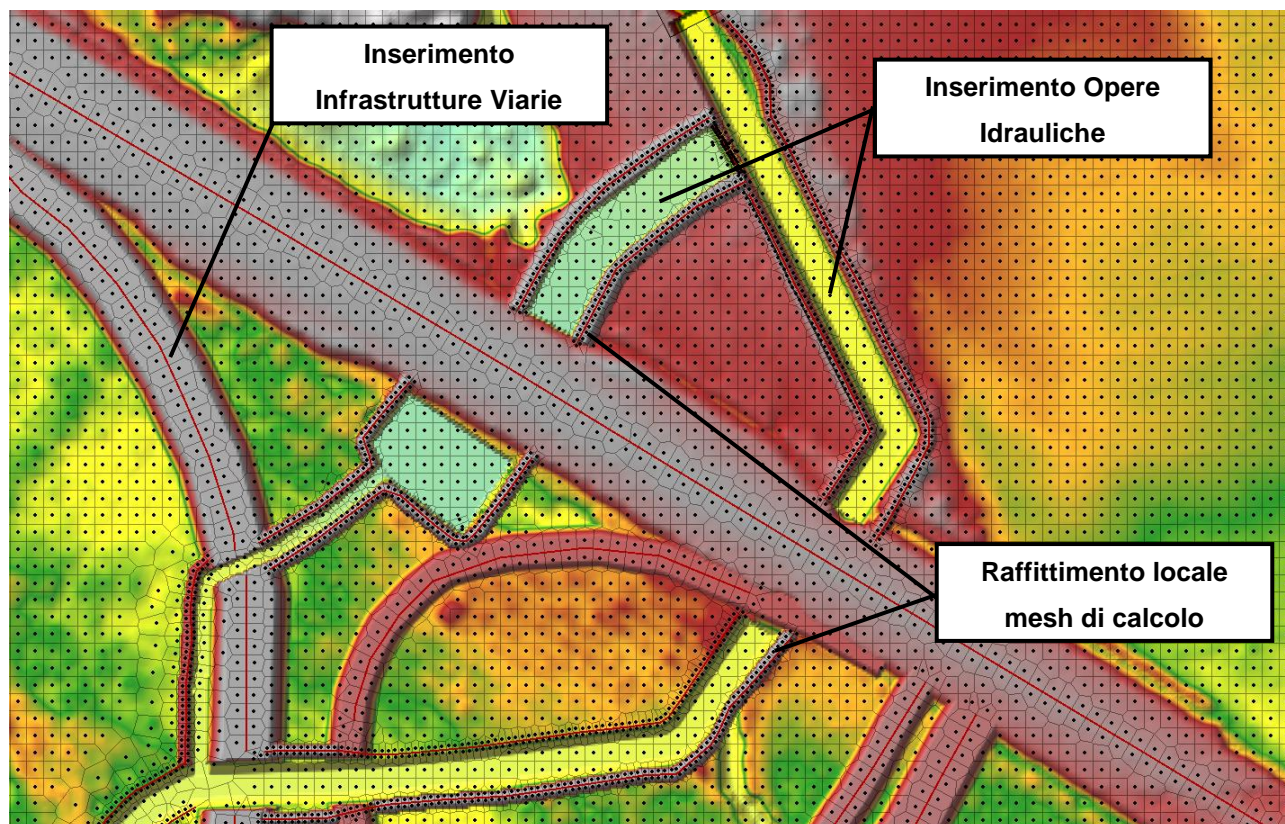 Inserimento
Infrastrutture Viarie
Inserimento Opere
Idrauliche
Raffittimento locale
mesh di calcolo